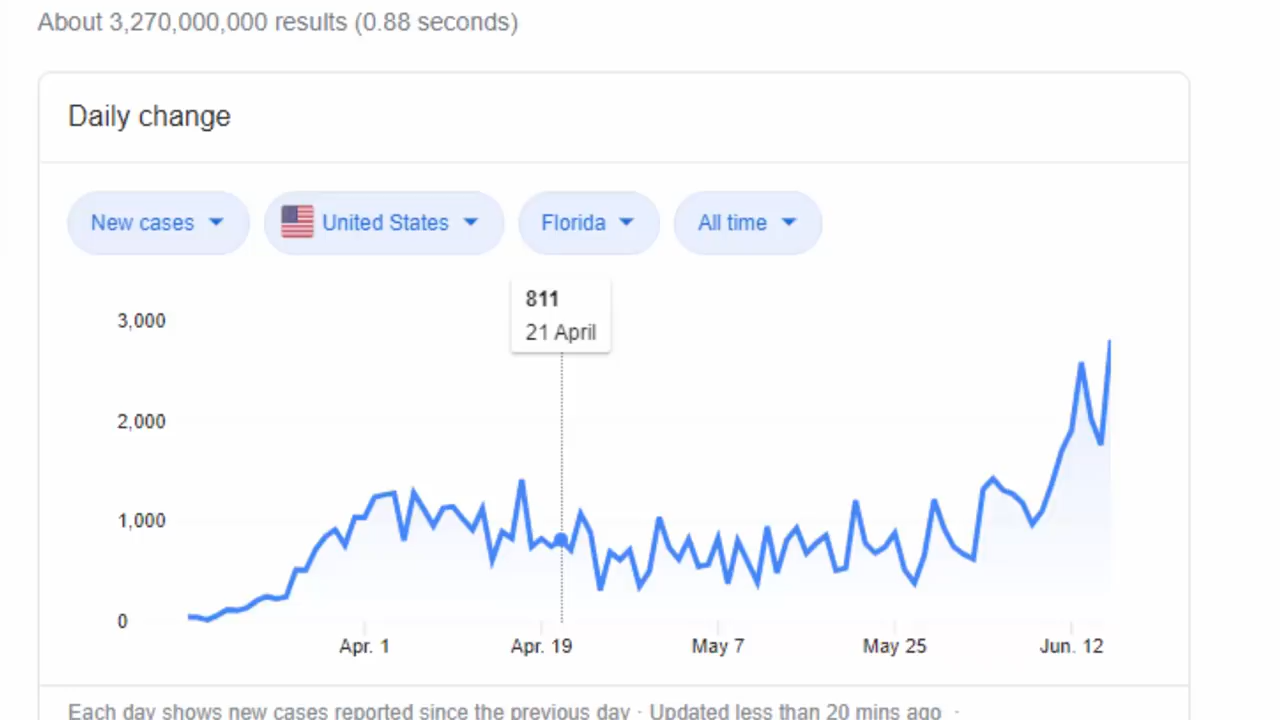 About 3,270,000,000 results (0.88 seconds)
Daily change
New cases United States Florida All time
811
21 April
3,000
2,000
1,000
0
Apr. 1 Apr. 19 May 7 May 25 Jun. 12
Each day shows new cases reported since the previous day · Updated less than 20 mins ago ·